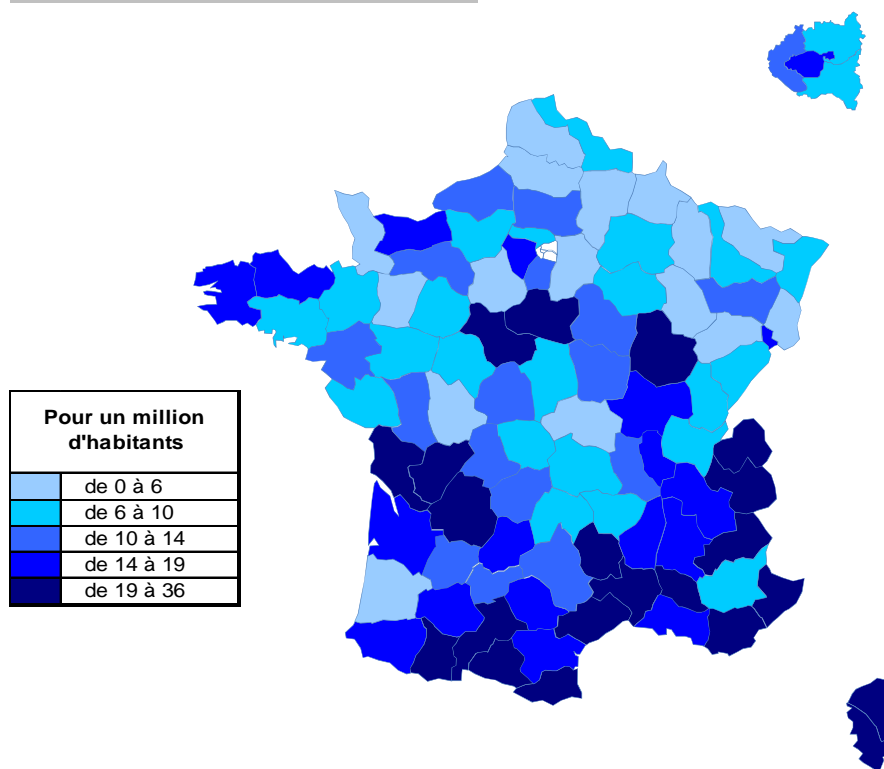 Pour un million
d'habitants
de 0 à 6
de 6 à 10
de 10 à 14
de 14 à 19
de 19 à 36